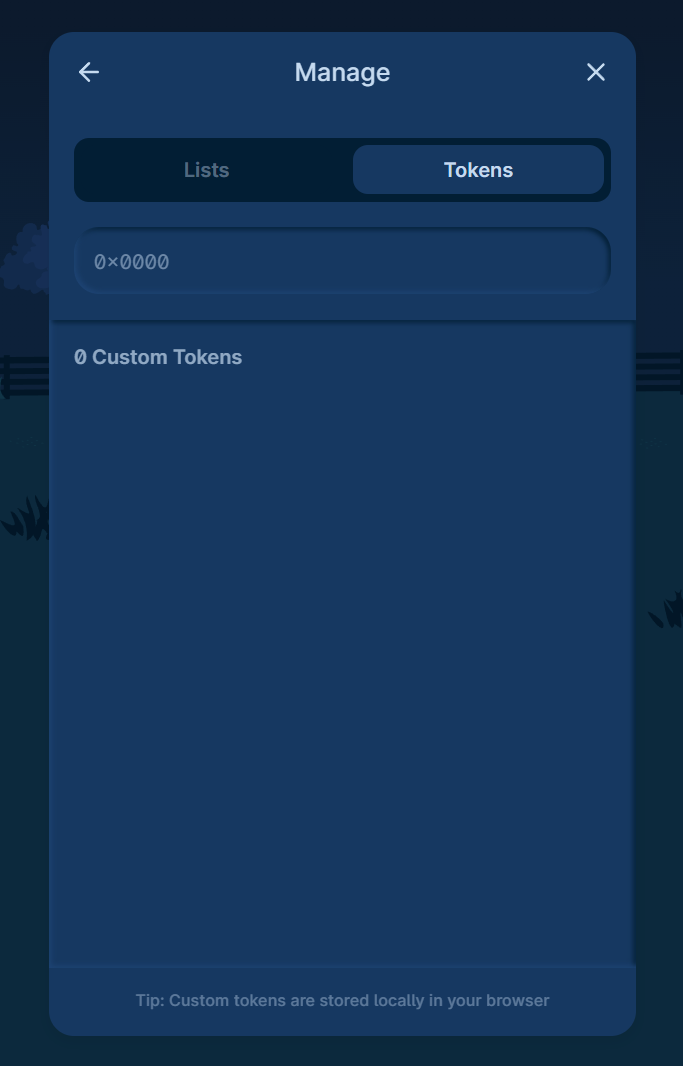 Manage
Lists
Tokens
0x0000
0 Custom Tokens
Tip: Custom tokens are stored locally in your browser